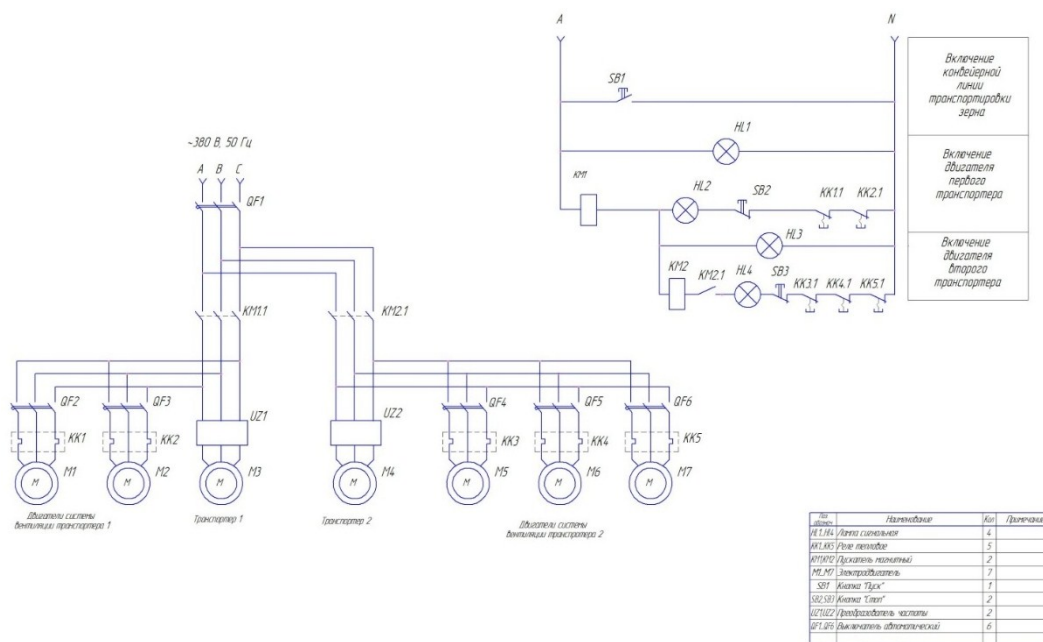 A
N
SB1
HL1
KM1
HL2
SB2
KK1.1
KK2.1
HL3
KM2
KM2.1
HL4
SB3
KK3.1
KK4.1
KK5.1
Включение
конвейерной
линии
транспортировки
зерна
Включение
двигателя
первого
транспортера
Включение
двигателя
второго
транспортера
~380 В, 50 Гц
A
B
C
QF1
KM1.1
KM2.1
QF2
QF3
UZ1
UZ2
QF4
QF5
QF6
KK1
KK2
KK3
KK4
KK5
M
M1
M
M2
M
M3
M
M4
M
M5
M
M6
M
M7
Двигатели системы
вентиляции транспортера 1
Транспортер 1
Транспортер 2
Двигатели системы
вентиляции транспортера 2
Наименование Кол Примечание
HL1..HL4 Лампа сигнальная 4
KK1..KK5 Реле тепловое 5
KM1,KM2 Пускатель магнитный 2
M1...M7 Электродвигатель 7
SB1 Кнопка "Пуск" 1
SB2,SB3 Кнопка "Стоп" 2
UZ1,UZ2 Преобразователь частоты 2
QF1..QF6 Выключатель автоматический 6